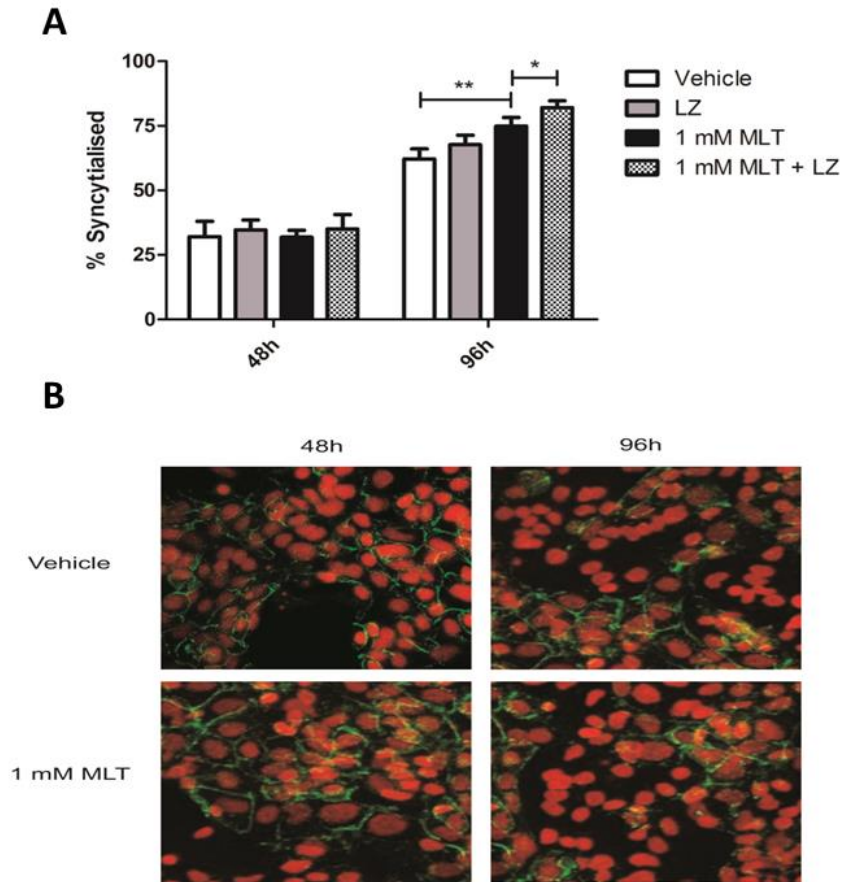 A
% Syncytialised
100
75
50
25
0
**
*
48h
96h
Vehicle
LZ
1 mM MLT
1 mM MLT + LZ
B
48h
96h
Vehicle
1 mM MLT